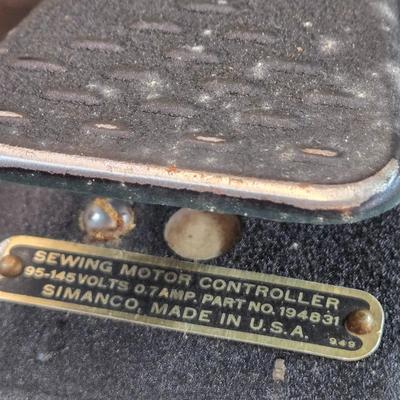 SEWING MOTOR CONTROLLER
95-145 VOLTS 0.7 AMP. PART NO. 194831
SIMANCO, MADE IN U.S.A.
949